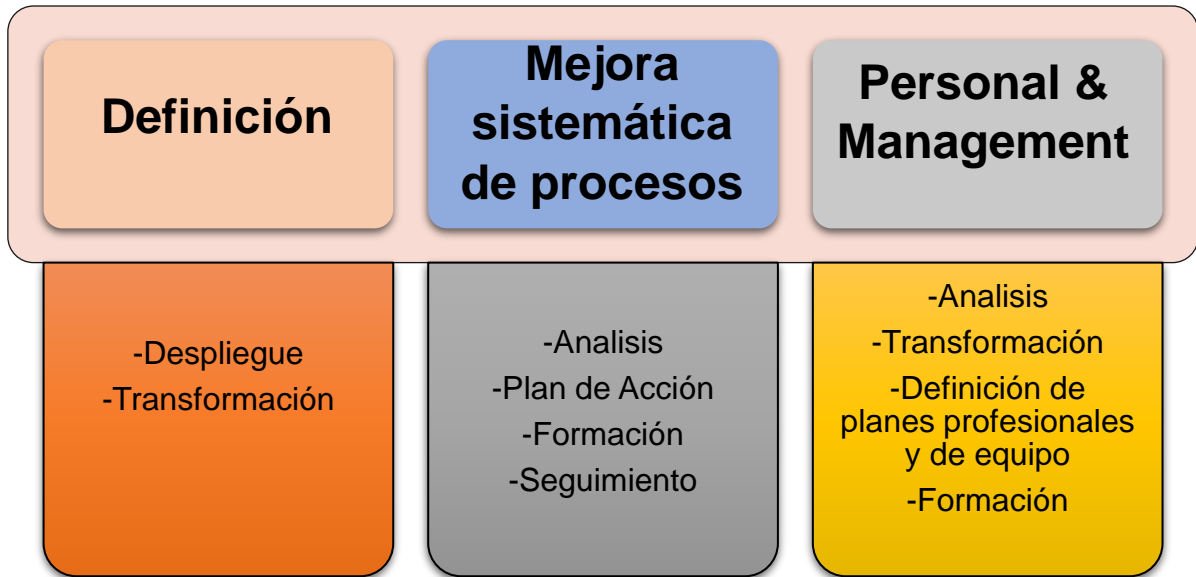 Definición
Mejora
sistemática
de procesos
Personal &
Management
-Despliegue
-Transformación
-Analisis
-Plan de Acción
-Formación
-Seguimiento
-Analisis
-Transformación
-Definición de
planes profesionales
y de equipo
-Formación